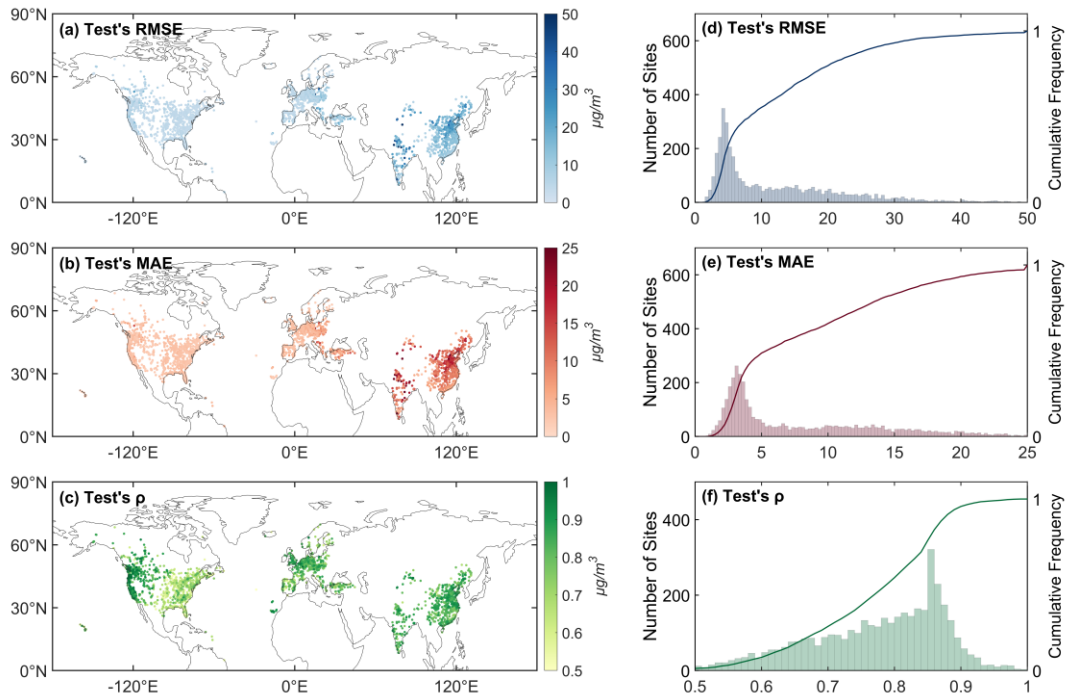 90°N
(a) Test's RMSE
60°N
30°N
0°N
-120°E
0°E
120°E
50
40
30
20
10
0
µg/m³
(d) Test's RMSE
600
400
200
0
Number of Sites
1
0
Cumulative Frequency
0
10
20
30
40
50
90°N
(b) Test's MAE
60°N
30°N
0°N
-120°E
0°E
120°E
25
20
15
10
5
0
µg/m³
(e) Test's MAE
600
400
200
0
Number of Sites
1
0
Cumulative Frequency
0
5
10
15
20
25
90°N
(c) Test's ρ
60°N
30°N
0°N
-120°E
0°E
120°E
1
0.9
0.8
0.7
0.6
0.5
µg/m³
(f) Test's ρ
400
200
0
Number of Sites
1
0
Cumulative Frequency
0.5
0.6
0.7
0.8
0.9
1